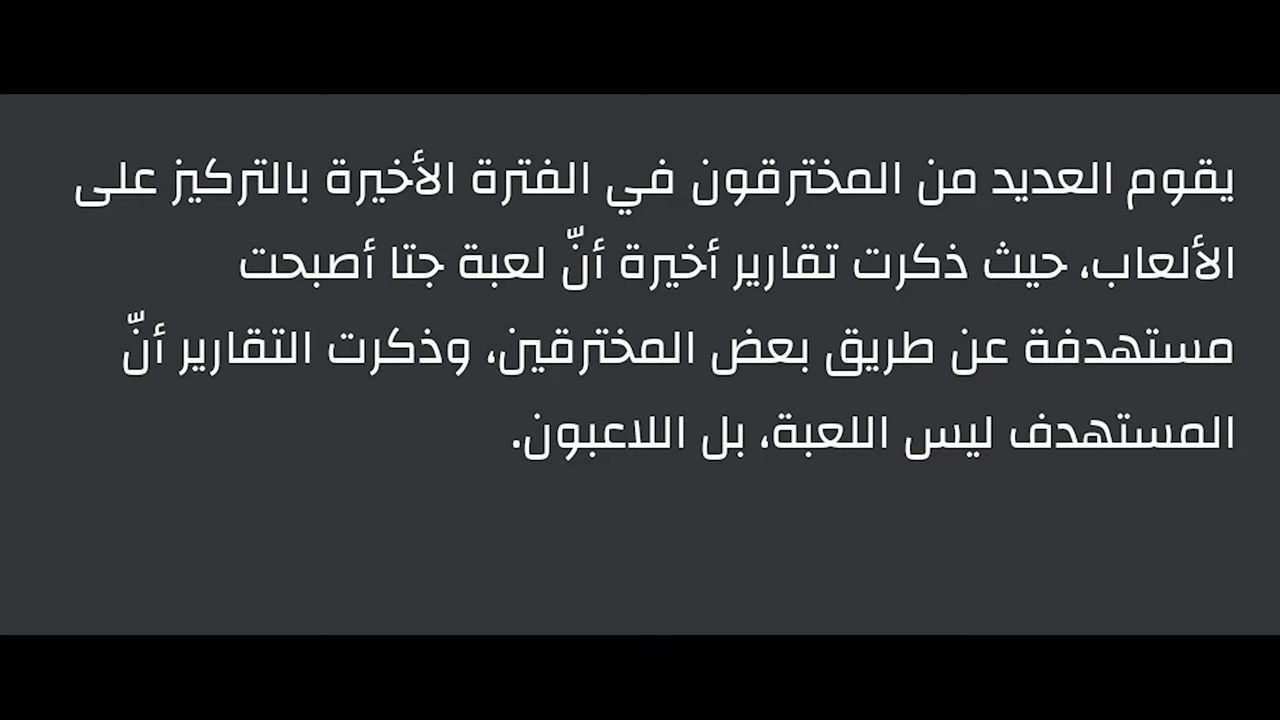 يقوم العديد من المخترقون في الفترة الأخيرة بالتركيز على
الألعاب، حيث ذكرت تقارير أخيرة أنّ لعبة جتا أصبحت
مستهدفة عن طريق بعض المخترقين، وذكرت التقارير أنّ
المستهدف ليس اللعبة، بل اللاعبون.